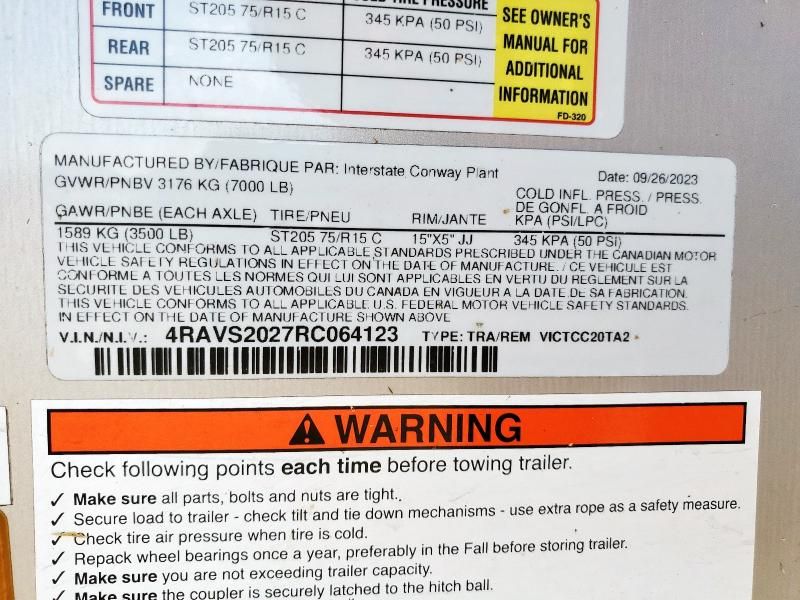 TIRE PRESSURE
FRONT ST205 75/R15 C 345 KPA (50 PSI)
REAR ST205 75/R15 C 345 KPA (50 PSI)
SPARE NONE
SEE OWNER'S
MANUAL FOR
ADDITIONAL
INFORMATION
FD-320
MANUFACTURED BY/FABRIQUE PAR: Interstate Conway Plant Date: 09/26/2023
GVWR/PNBV 3176 KG (7000 LB)
COLD INFL. PRESS. / PRESS.
DE GONFL. A FROID
GAWR/PNBE (EACH AXLE) TIRE/PNEU RIM/JANTE KPA (PSI/LPC)
1589 KG (3500 LB) ST205 75/R15 C 15"X5" JJ 345 KPA (50 PSI)
THIS VEHICLE CONFORMS TO ALL APPLICABLE STANDARDS PRESCRIBED UNDER THE CANADIAN MOTOR
VEHICLE SAFETY REGULATIONS IN EFFECT ON THE DATE OF MANUFACTURE. / CE VEHICULE EST
CONFORME A TOUTES LES NORMES QUI LUI SONT APPLICABLES EN VERTU DU REGLEMENT SUR LA
SECURITE DES VEHICULES AUTOMOBILES DU CANADA EN VIGUEUR A LA DATE DE SA FABRICATION.
THIS VEHICLE CONFORMS TO ALL APPLICABLE U.S. FEDERAL MOTOR VEHICLE SAFETY STANDARDS.
IN EFFECT ON THE DATE OF MANUFACTURE SHOWN ABOVE
V.I.N./N.I.V.: 4RAVS2027RC064123 TYPE: TRA/REM VICTCC20TA2
WARNING
Check following points each time before towing trailer.
✓ Make sure all parts, bolts and nuts are tight.
✓ Secure load to trailer - check tilt and tie down mechanisms - use extra rope as a safety measure.
✓ Check tire air pressure when tire is cold.
✓ Repack wheel bearings once a year, preferably in the Fall before storing trailer.
✓ Make sure you are not exceeding trailer capacity.
✓ Make sure the coupler is securely latched to the hitch ball.